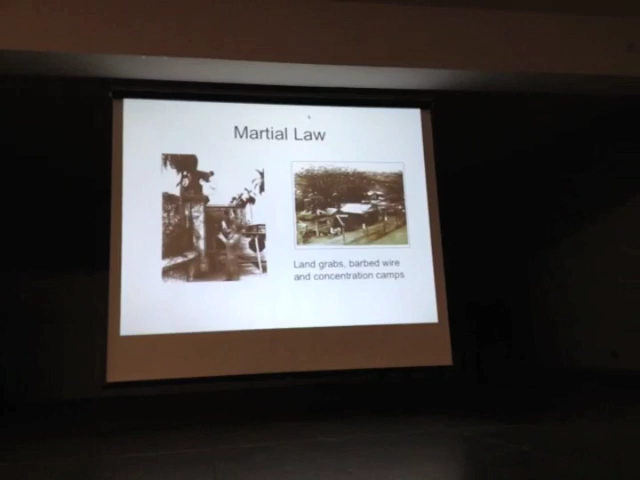 Martial Law
Land grabs, barbed wire
and concentration camps